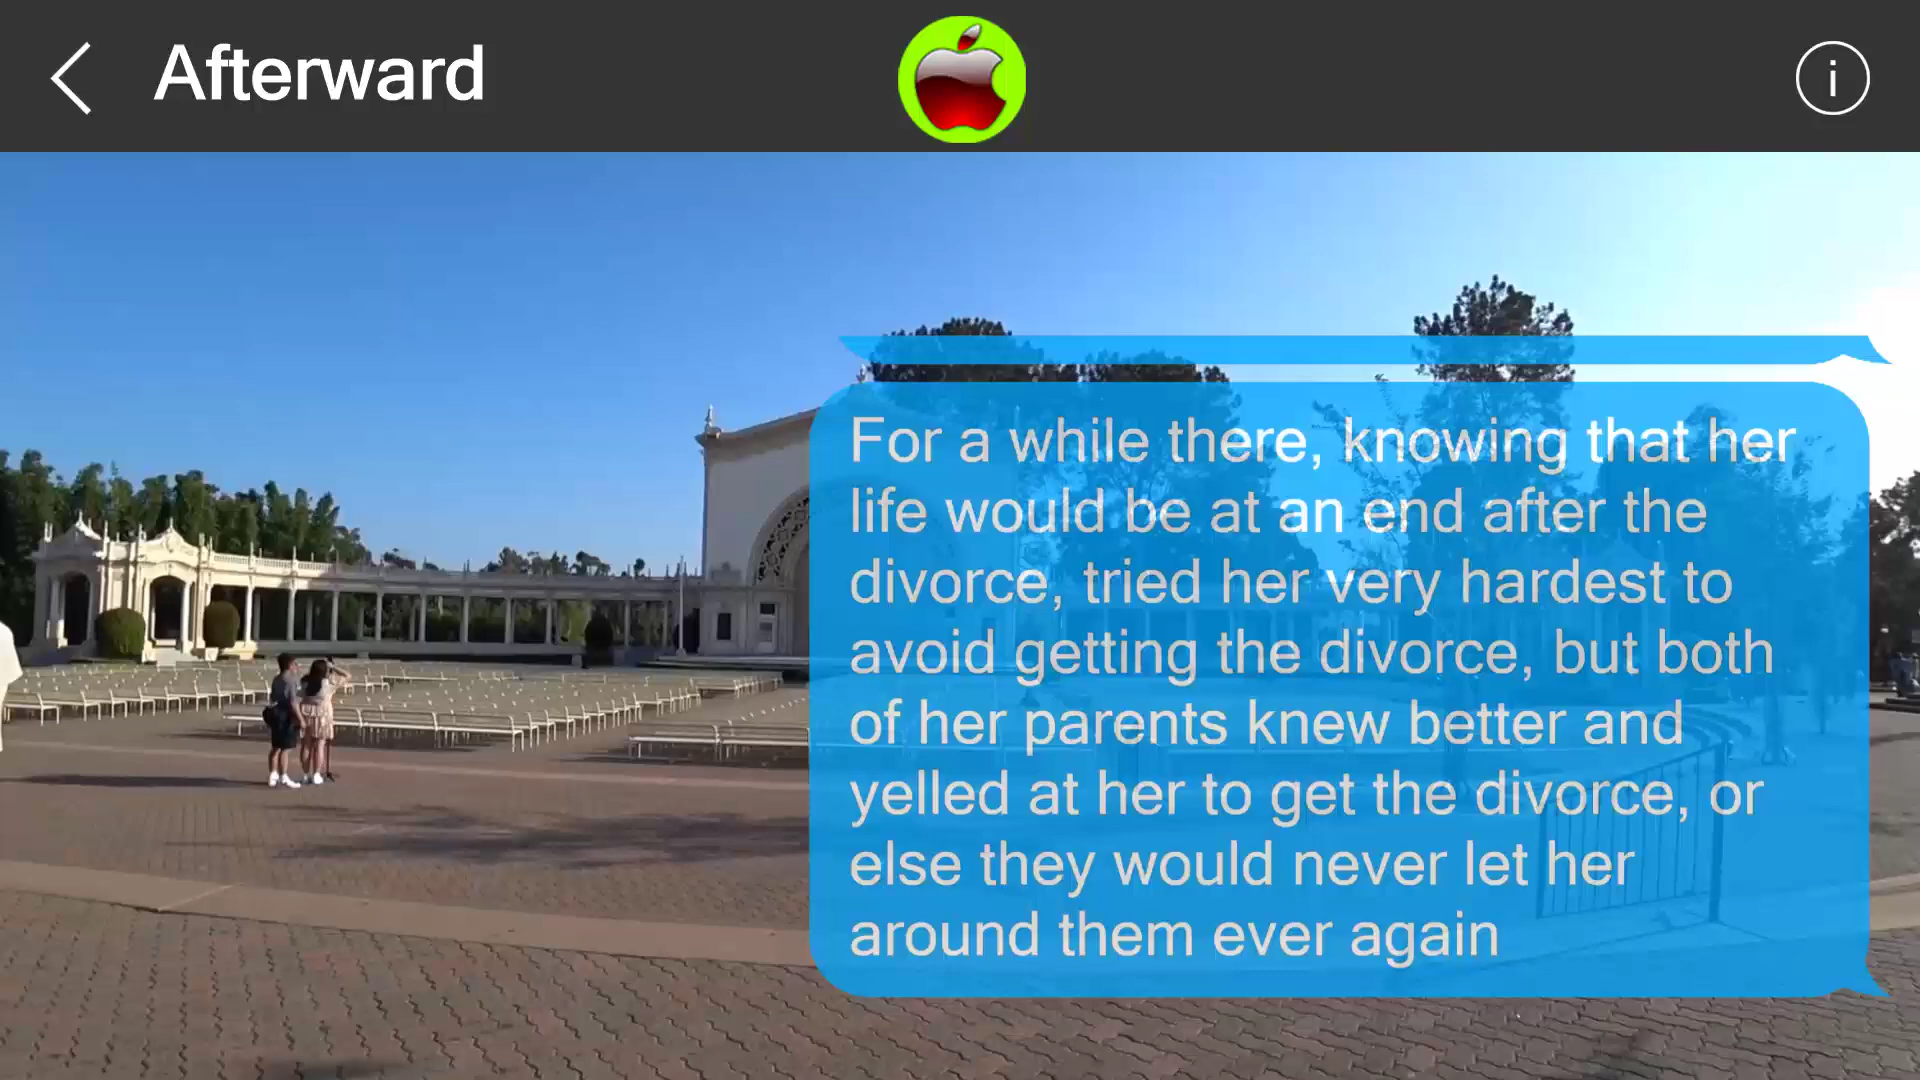 Afterward
i
For a while there, knowing that her
life would be at an end after the
divorce, tried her very hardest to
avoid getting the divorce, but both
of her parents knew better and
yelled at her to get the divorce, or
else they would never let her
around them ever again